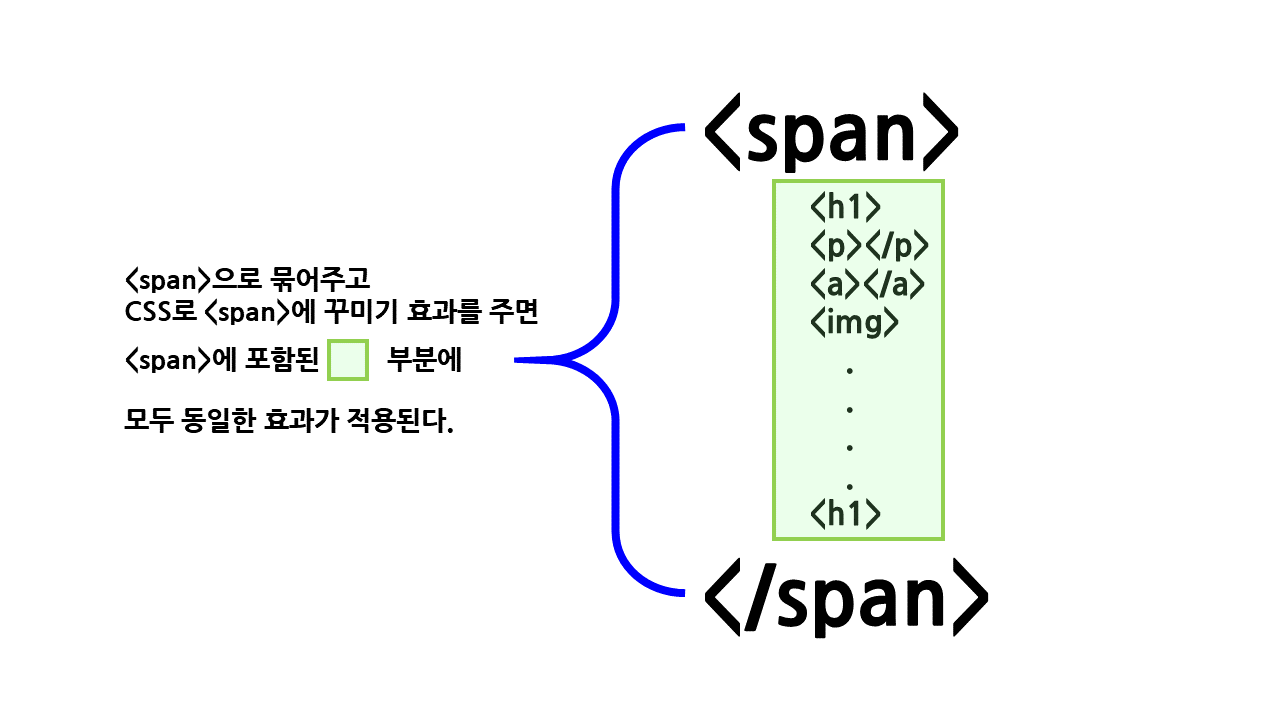 <span>으로 묶어주고
CSS로 <span>에 꾸미기 효과를 주면
<span>에 포함된 부분에
모두 동일한 효과가 적용된다.
<span>
<h1>
<p></p>
<a></a>
<img>
.
.
.
.
<h1>
</span>